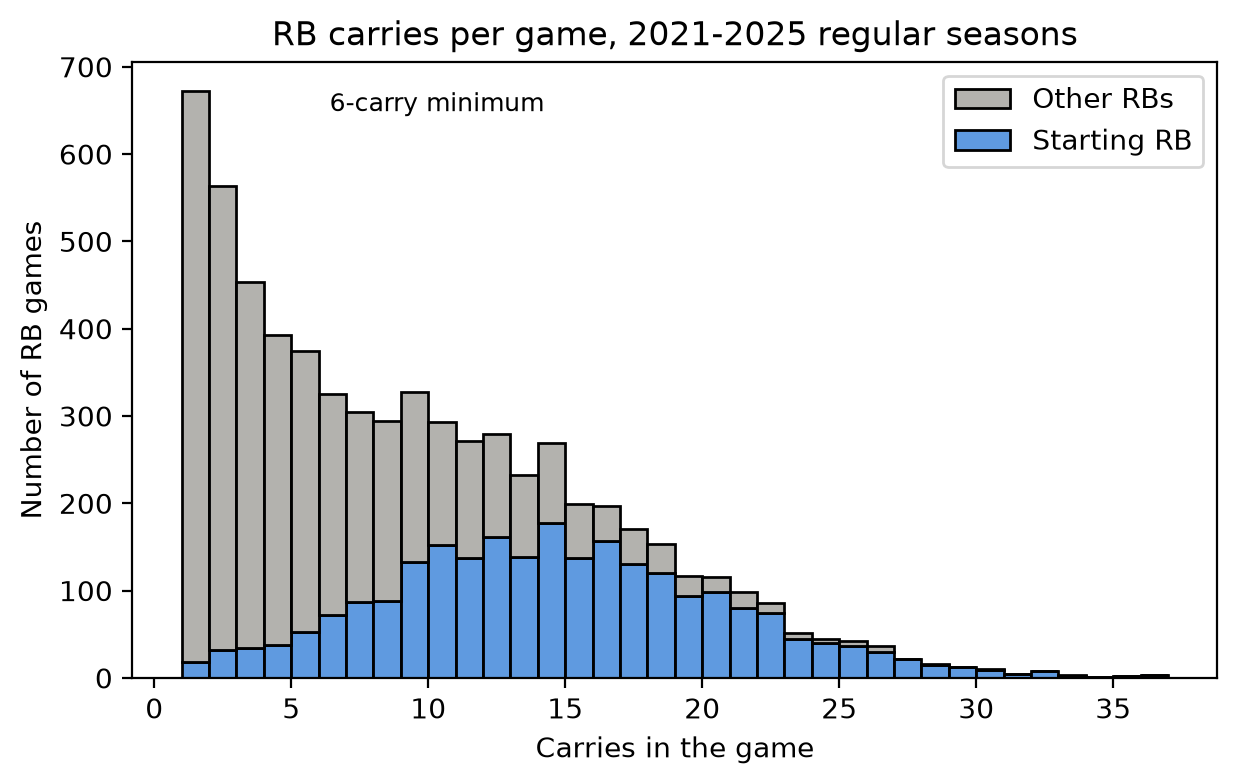 RB carries per game, 2021-2025 regular seasons
6-carry minimum
Other RBs
Starting RB
Number of RB games
700
600
500
400
300
200
100
0
0 5 10 15 20 25 30 35
Carries in the game